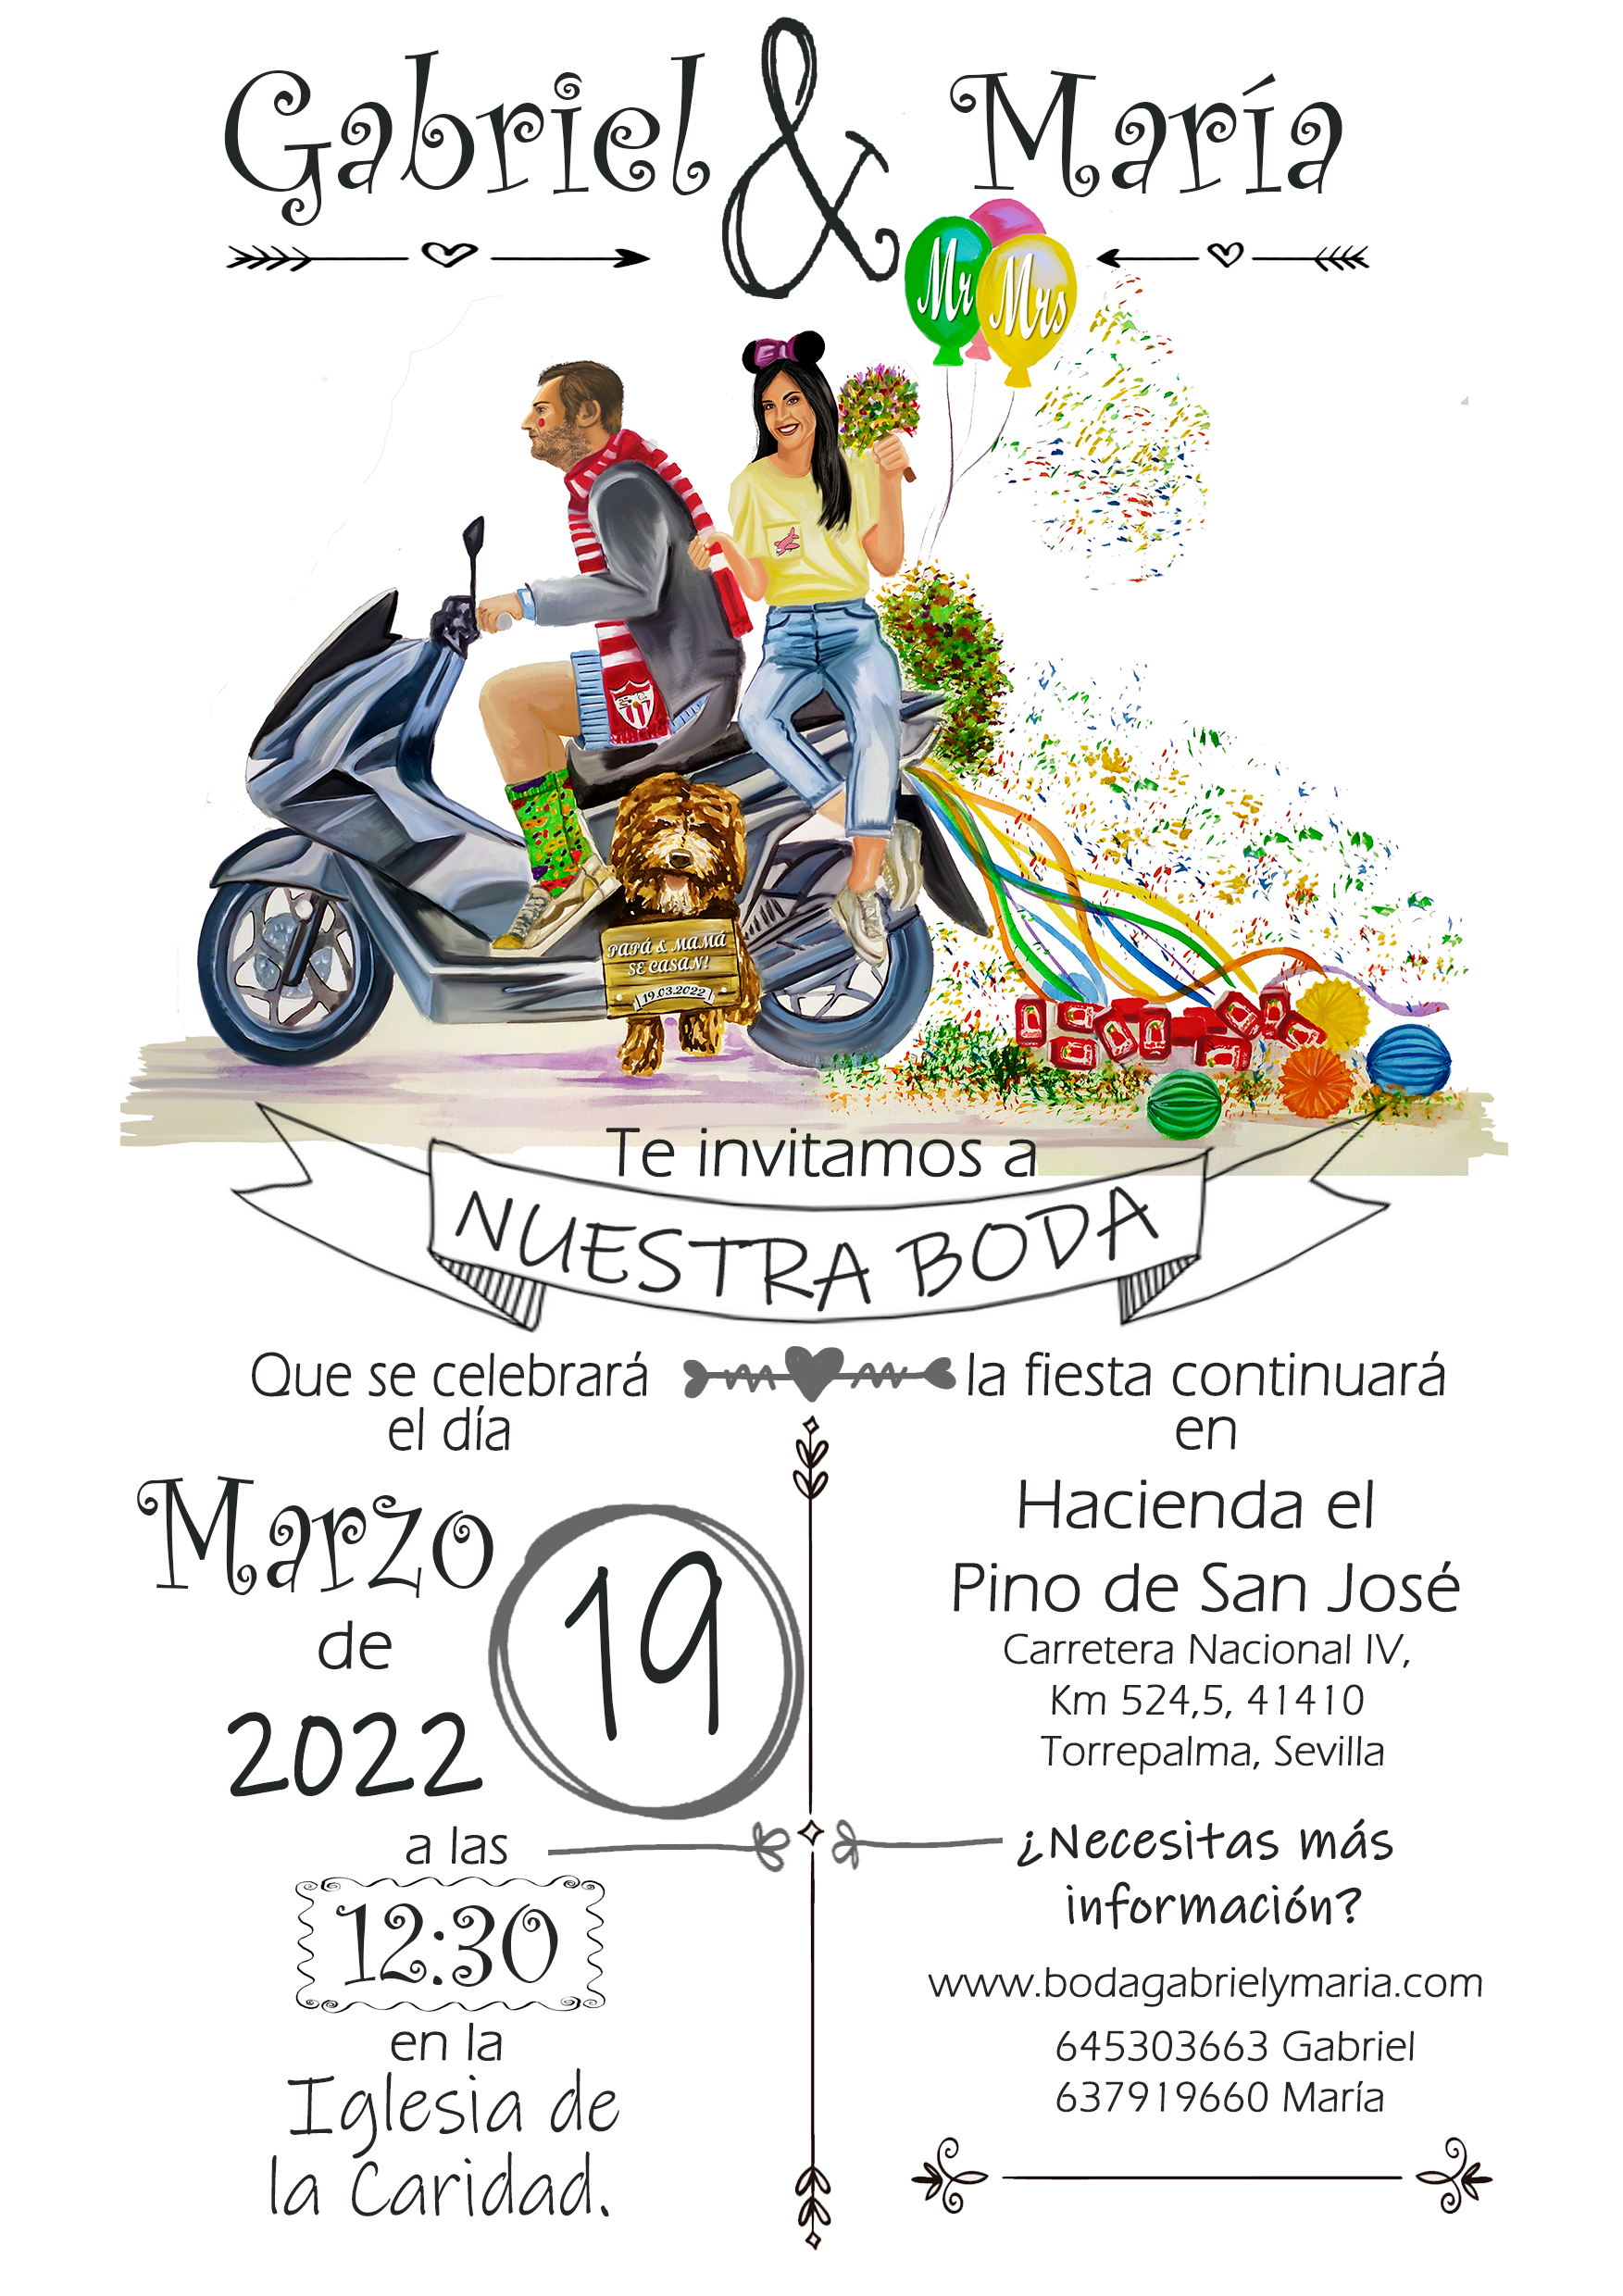 Gabriel & María
Mr Mrs
PAPÁ & MAMÁ
SE CASAN!
19.03.2022
Te invitamos a
NUESTRA BODA
Que se celebrará
el día
Marzo
19
de
2022
a las
12:30
en la
Iglesia de
la Caridad.
la fiesta continuará
en
Hacienda el
Pino de San José
Carretera Nacional IV,
Km 524,5, 41410
Torrepalma, Sevilla
¿Necesitas más
información?
www.bodagabrielymaria.com
645303663 Gabriel
637919660 María